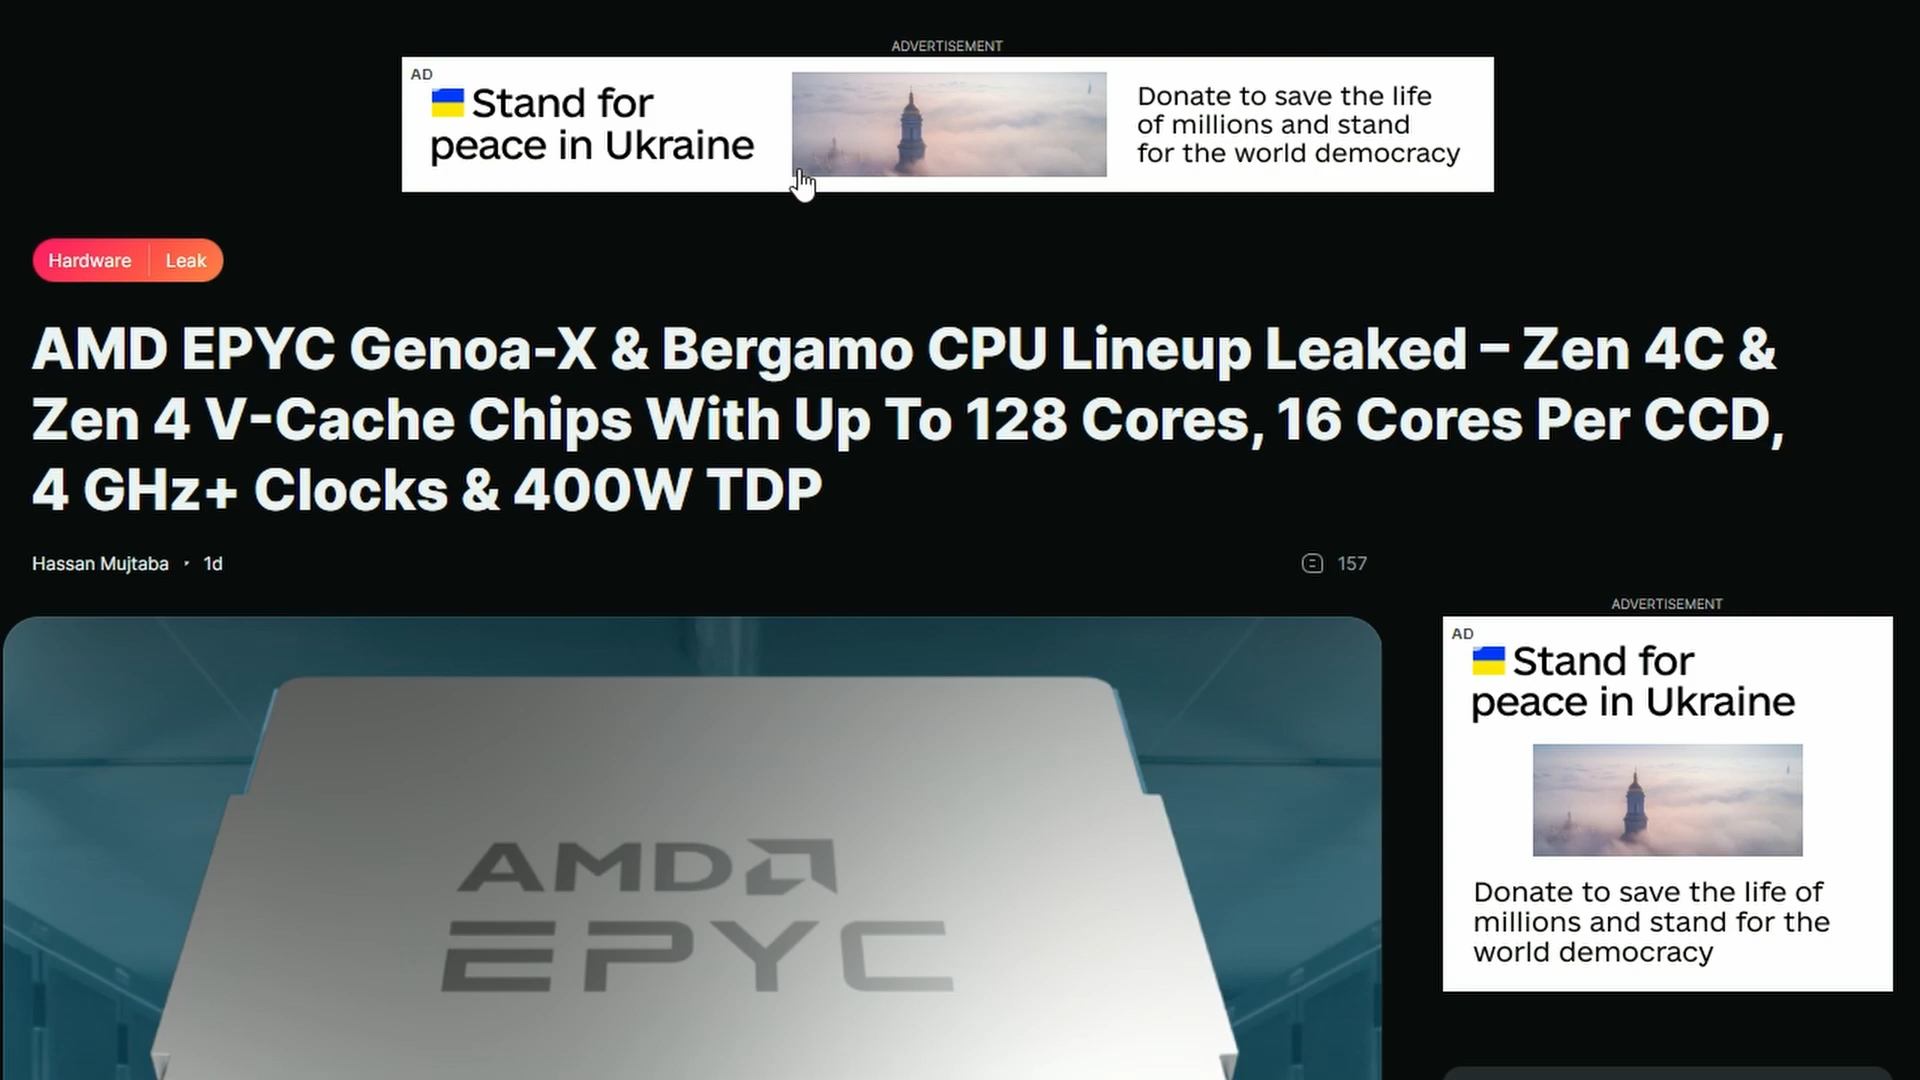 ADVERTISEMENT
AD
Stand for
peace in Ukraine
Donate to save the life
of millions and stand
for the world democracy
Hardware Leak
AMD EPYC Genoa-X & Bergamo CPU Lineup Leaked – Zen 4C &
Zen 4 V-Cache Chips With Up To 128 Cores, 16 Cores Per CCD,
4 GHz+ Clocks & 400W TDP
Hassan Mujtaba · 1d
157
AMD
EPYC
ADVERTISEMENT
AD
Stand for
peace in Ukraine
Donate to save the life of
millions and stand for the
world democracy